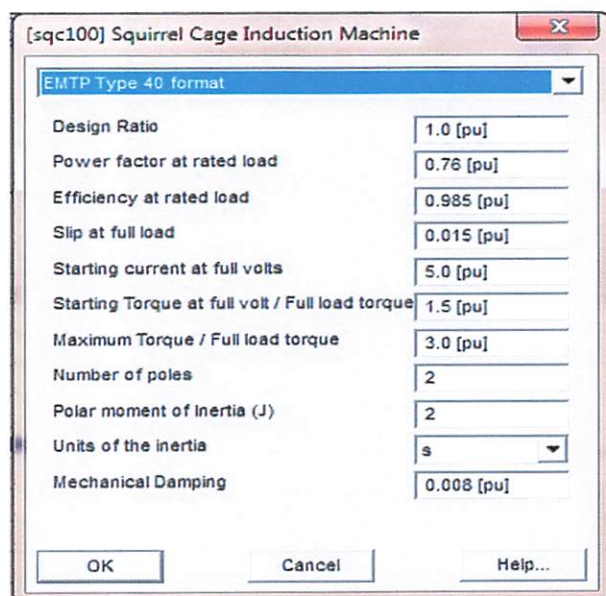 [sqc100] Squirrel Cage Induction Machine
EMTP Type 40 format
Design Ratio 1.0 [pu]
Power factor at rated load 0.76 [pu]
Efficiency at rated load 0.985 [pu]
Slip at full load 0.015 [pu]
Starting current at full volts 5.0 [pu]
Starting Torque at full volt / Full load torque 1.5 [pu]
Maximum Torque / Full load torque 3.0 [pu]
Number of poles 2
Polar moment of Inertia (J) 2
Units of the inertia s
Mechanical Damping 0.008 [pu]
OK Cancel Help...